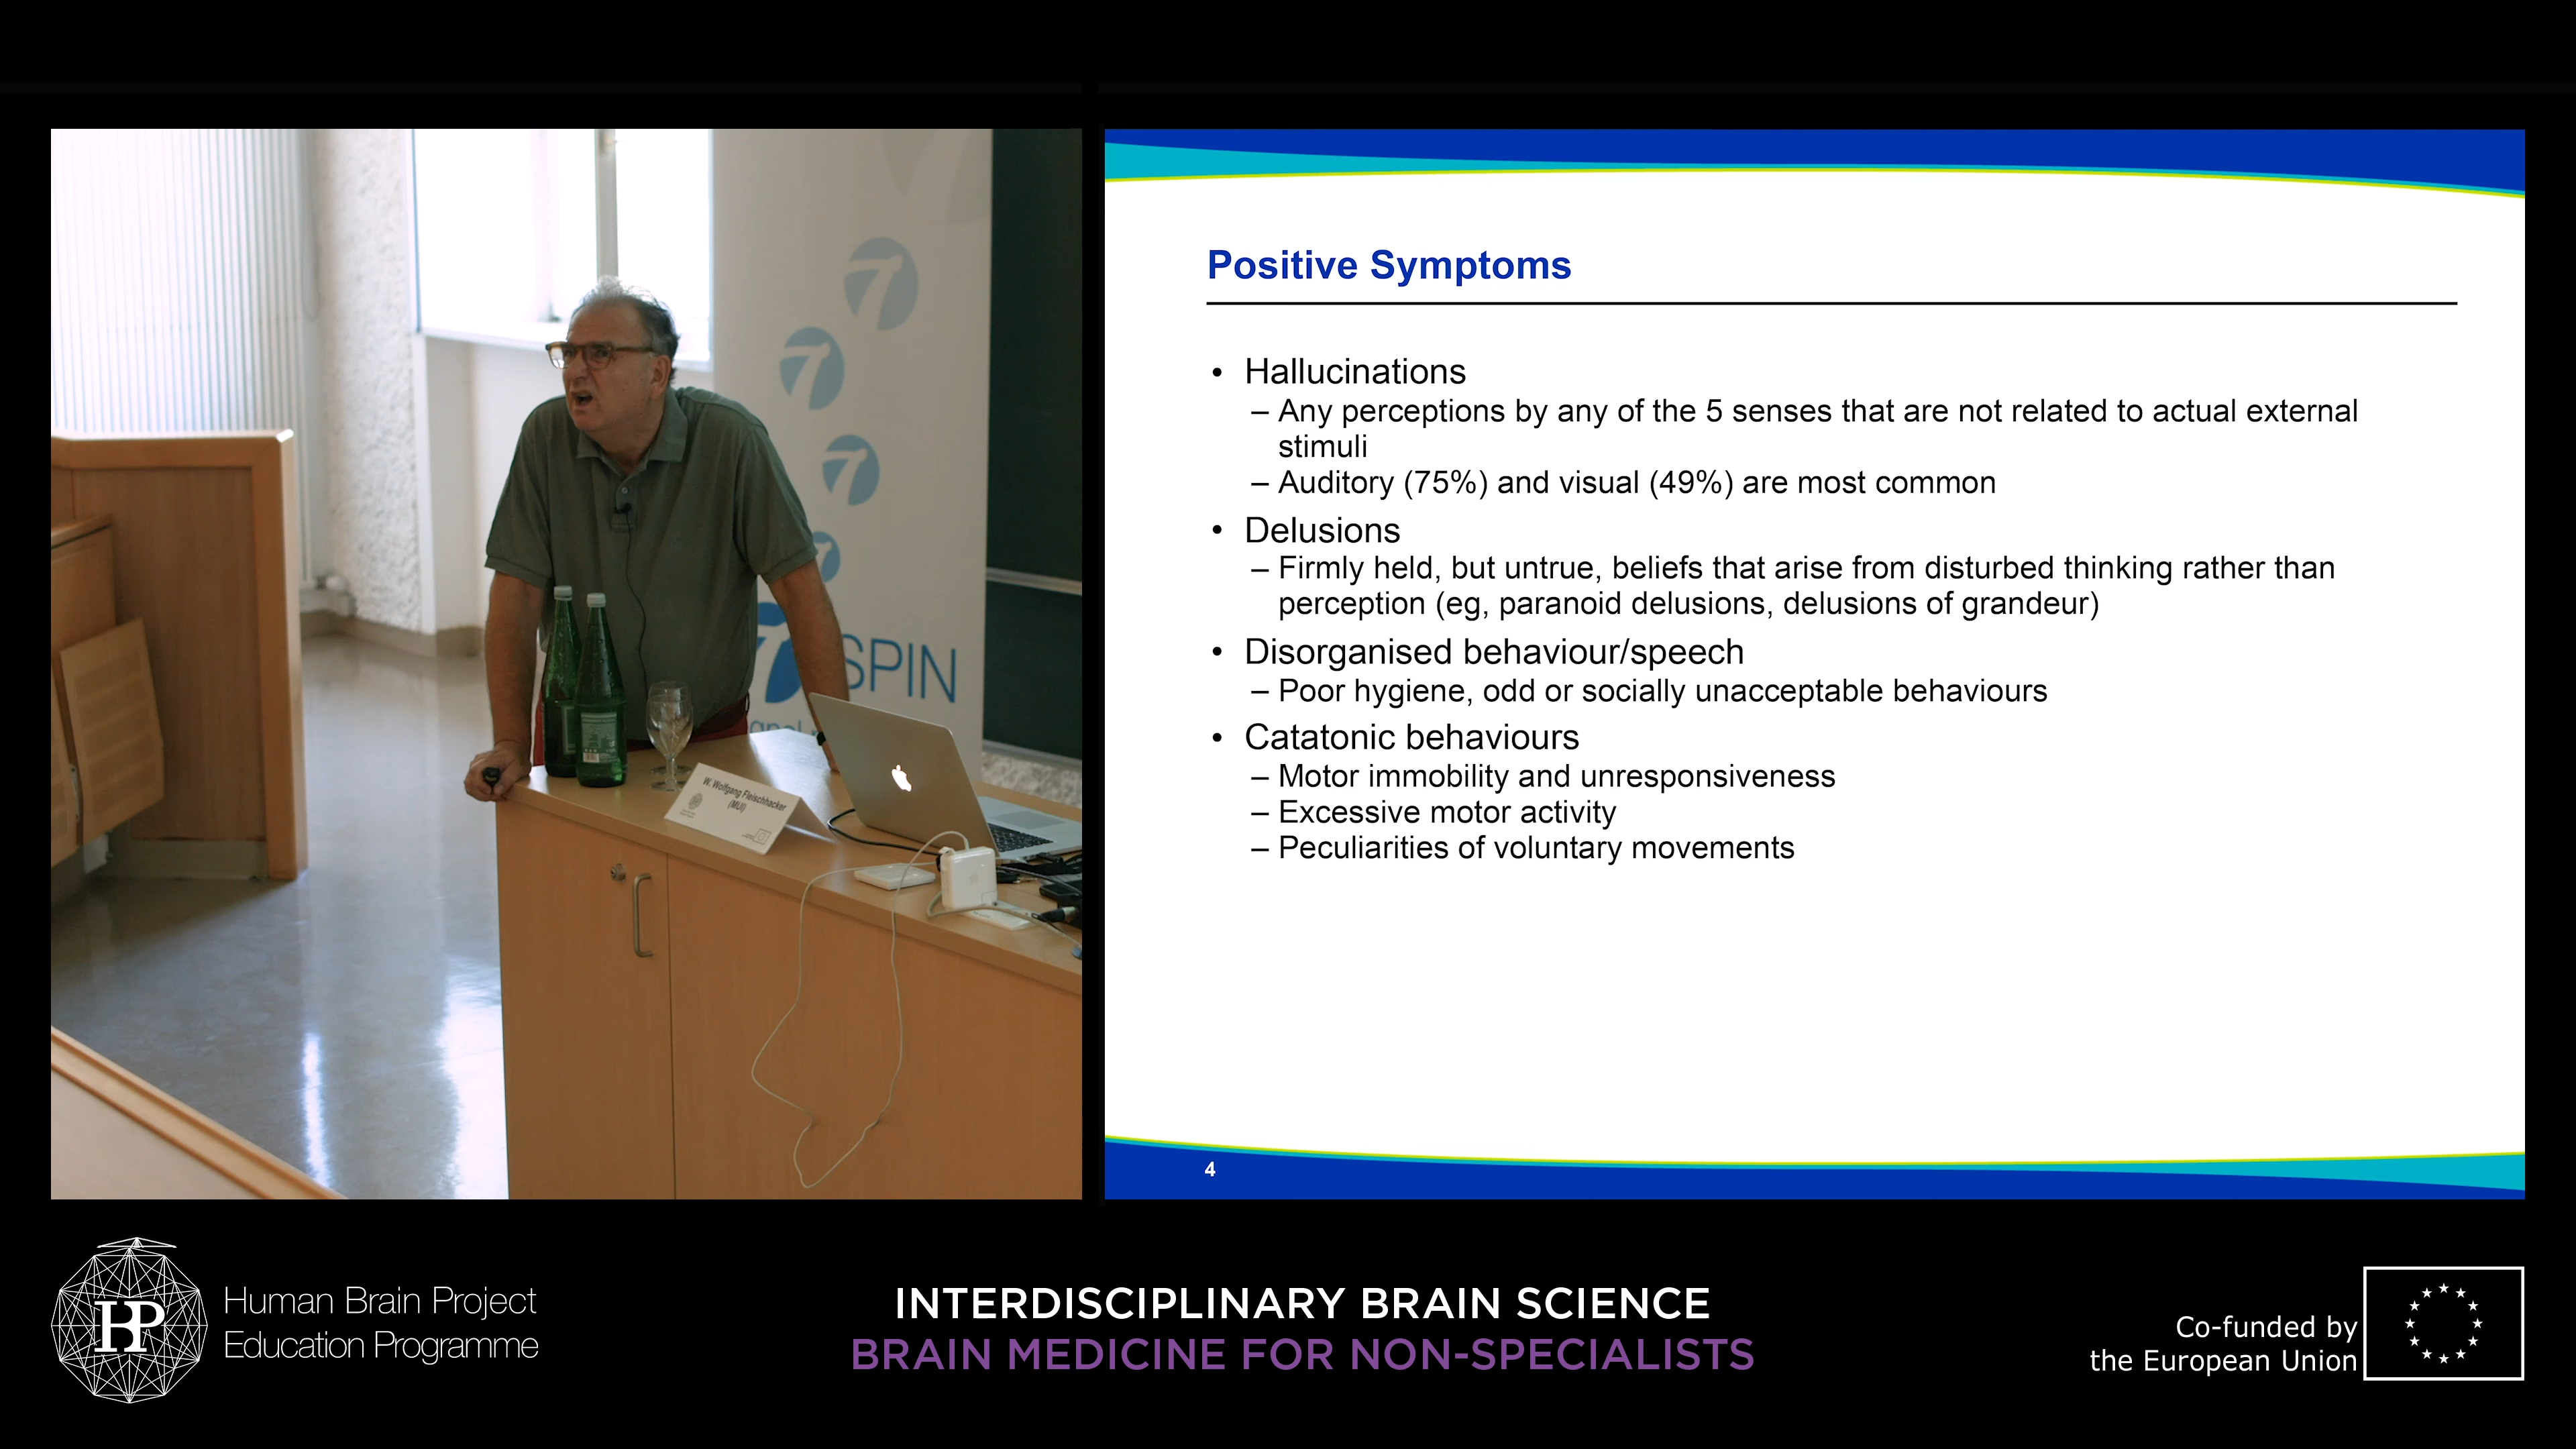 SPIN
W. Wolfgang Fleischhacker
(MUI)
Positive Symptoms
• Hallucinations
– Any perceptions by any of the 5 senses that are not related to actual external
stimuli
– Auditory (75%) and visual (49%) are most common
• Delusions
– Firmly held, but untrue, beliefs that arise from disturbed thinking rather than
perception (eg, paranoid delusions, delusions of grandeur)
• Disorganised behaviour/speech
– Poor hygiene, odd or socially unacceptable behaviours
• Catatonic behaviours
– Motor immobility and unresponsiveness
– Excessive motor activity
– Peculiarities of voluntary movements
4
HBP
Human Brain Project
Education Programme
INTERDISCIPLINARY BRAIN SCIENCE
BRAIN MEDICINE FOR NON-SPECIALISTS
Co-funded by
the European Union